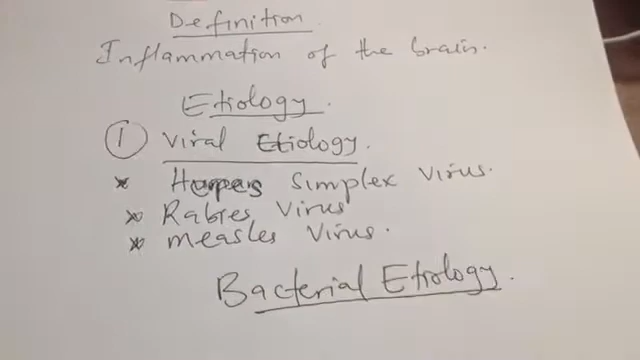 Definition
Inflammation of the brain.
Etiology.
① Viral Etiology.
* Herpes Simplex Virus.
* Rabies Virus
* measles Virus.
Bacterial Etiology.